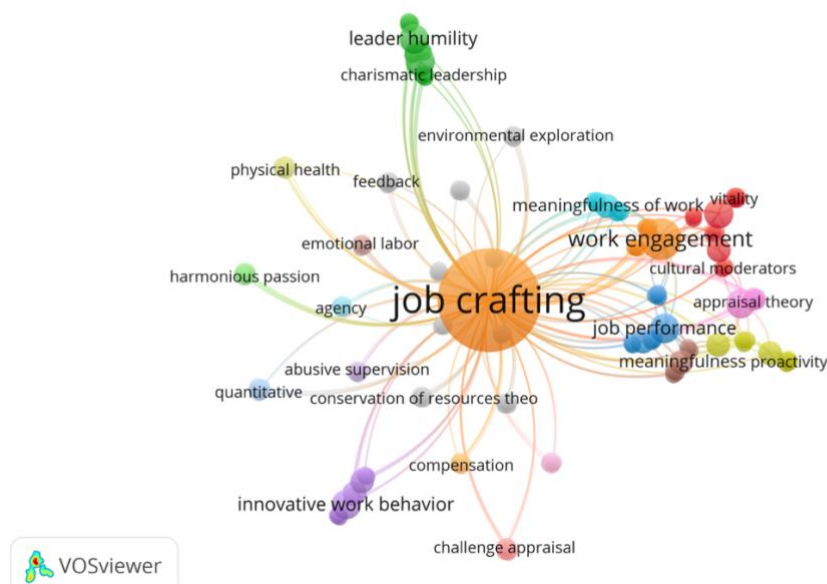 leader humility
charismatic leadership
environmental exploration
physical health
feedback
meaningfulness of work
vitality
emotional labor
work engagement
harmonious passion
cultural moderators
job crafting
agency
appraisal theory
job performance
abusive supervision
meaningfulness
proactivity
quantitative
conservation of resources theo
compensation
innovative work behavior
challenge appraisal
VOSviewer